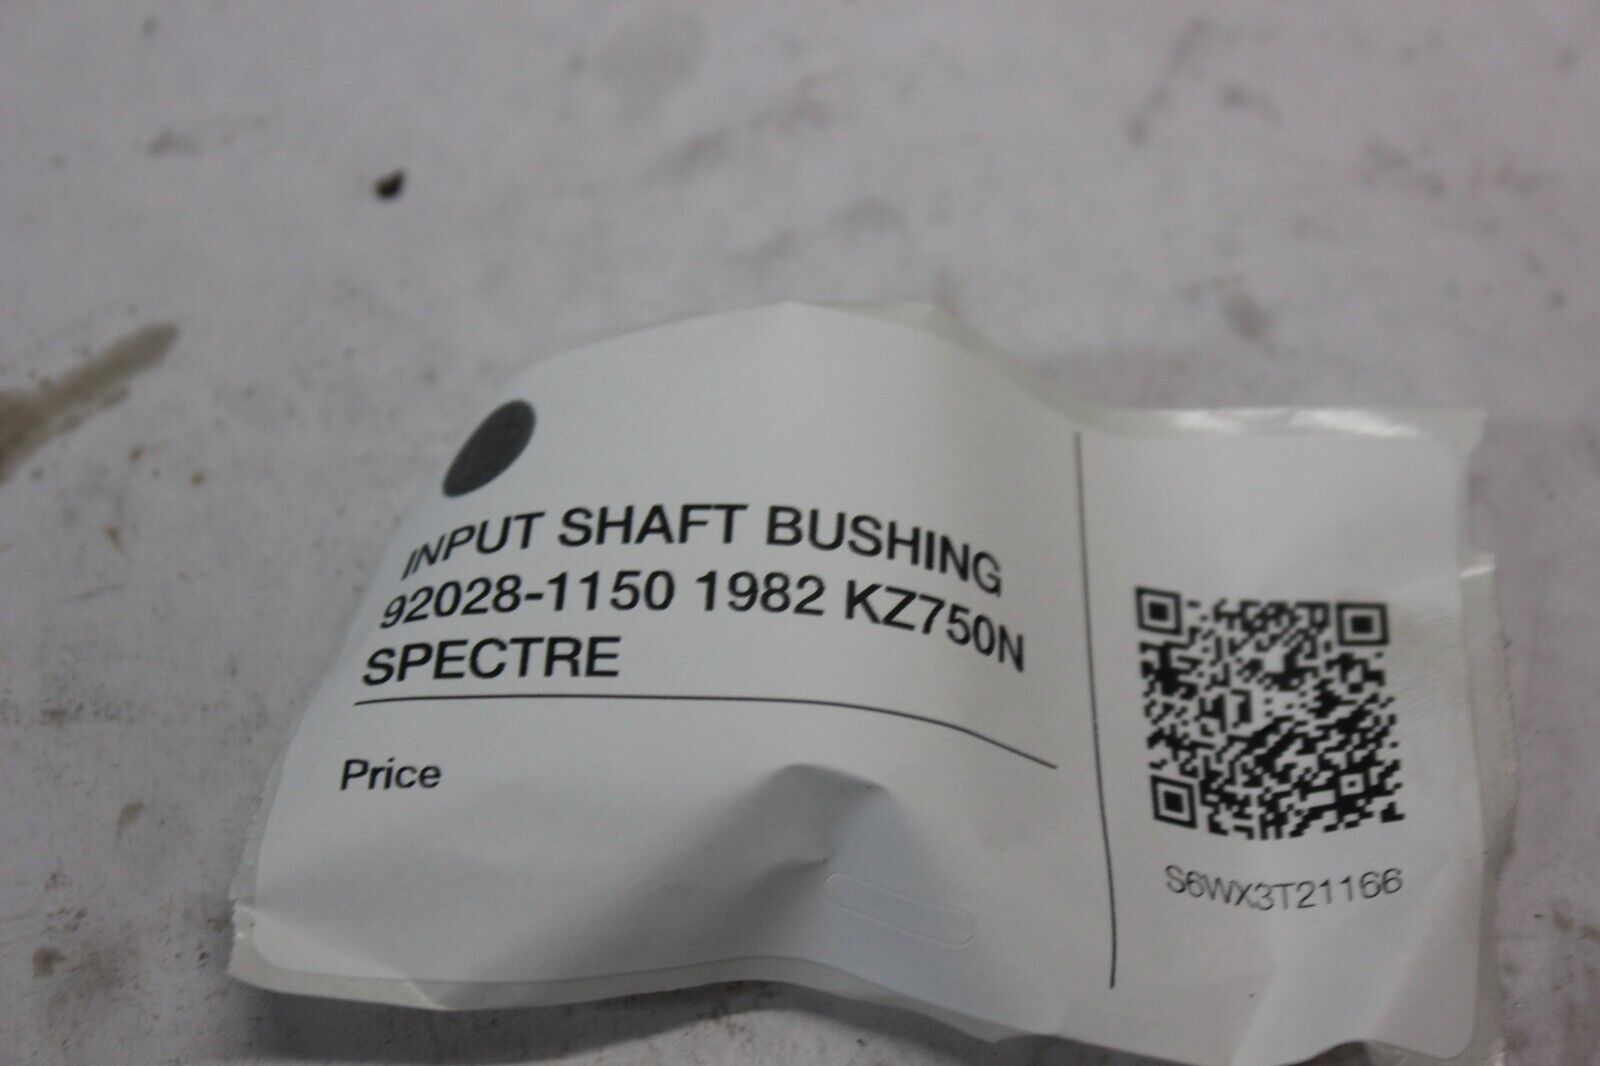 INPUT SHAFT BUSHING
92028-1150 1982 KZ750N
SPECTRE
Price
S6WX3T21166